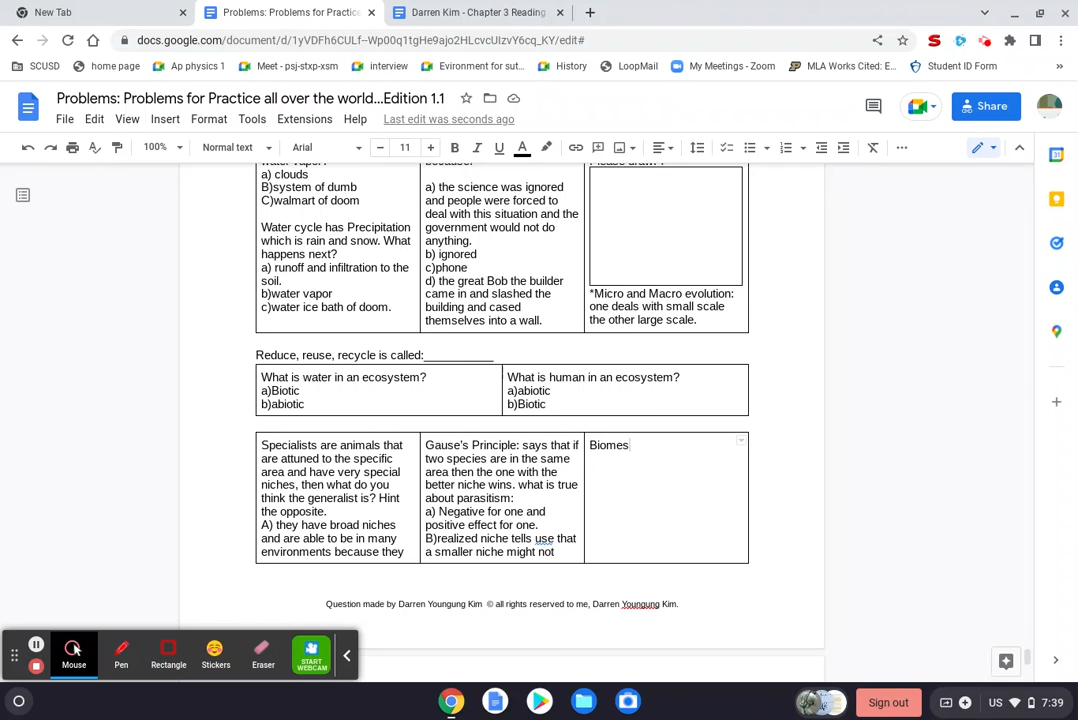 New Tab
Problems: Problems for Practice
Darren Kim - Chapter 3 Reading
docs.google.com/document/d/1yVDFh6CULf--Wp00q1tgHe9ajo2HLcvcUIzvY6cq_KY/edit#
SCUSD
home page
Ap physics 1
Meet - psj-stxp-xsm
interview
Evironment for sut...
History
LoopMail
My Meetings - Zoom
MLA Works Cited: E...
Student ID Form
»
Problems: Problems for Practice all over the world...Edition 1.1
Share
File Edit View Insert Format Tools Extensions Help Last edit was seconds ago
100% Normal text Arial 11
a) clouds
B)system of dumb
C)walmart of doom
Water cycle has Precipitation
which is rain and snow. What
happens next?
a) runoff and infiltration to the
soil.
b)water vapor
c)water ice bath of doom.
a) the science was ignored
and people were forced to
deal with this situation and the
government would not do
anything.
b) ignored
c)phone
d) the great Bob the builder
came in and slashed the
building and cased
themselves into a wall.
*Micro and Macro evolution:
one deals with small scale
the other large scale.
Reduce, reuse, recycle is called:___________
What is water in an ecosystem?
a)Biotic
b)abiotic
What is human in an ecosystem?
a)abiotic
b)Biotic
Specialists are animals that
are attuned to the specific
area and have very special
niches, then what do you
think the generalist is? Hint
the opposite.
A) they have broad niches
and are able to be in many
environments because they
Gause's Principle: says that if
two species are in the same
area then the one with the
better niche wins. what is true
about parasitism:
a) Negative for one and
positive effect for one.
B)realized niche tells use that
a smaller niche might not
Biomes
Question made by Darren Youngung Kim © all rights reserved to me, Darren Youngung Kim.
Mouse
Pen
Rectangle
Stickers
Eraser
START
WEBCAM
Sign out
US
7:39